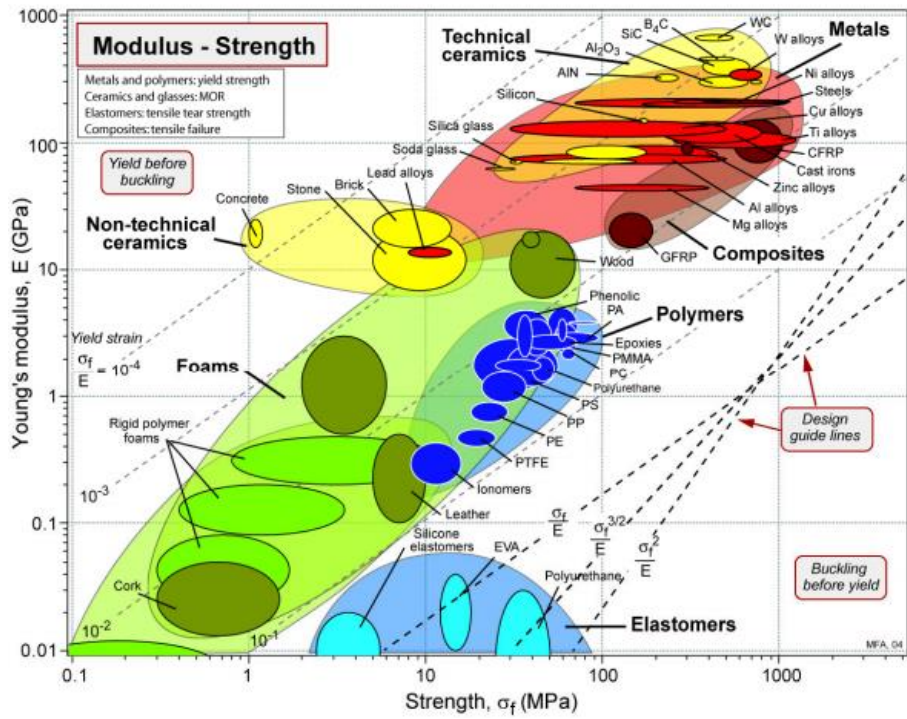 Modulus - Strength
Metals and polymers: yield strength
Ceramics and glasses: MOR
Elastomers: tensile tear strength
Composites: tensile failure
Yield before
buckling
Technical
ceramics
Al₂O₃
SiC
B₄C
WC
W alloys
Metals
AlN
Ni alloys
Silicon
Steels
Cu alloys
Silica glass
Ti alloys
Soda glass
CFRP
Cast irons
Zinc alloys
Al alloys
Mg alloys
Composites
GFRP
Concrete
Stone
Brick
Lead alloys
Non-technical
ceramics
Wood
Phenolic
PA
Polymers
Epoxies
PMMA
PC
Polyurethane
PS
PP
PE
PTFE
Ionomers
Leather
Yield strain
σf/E = 10⁻⁴
Foams
Rigid polymer
foams
10⁻³
Design
guide lines
σf/E
σf^3/2/E
σf²/E
Silicone
elastomers
EVA
Polyurethane
Cork
10⁻²
10⁻¹
Elastomers
Buckling
before yield
MFA, 04
Young's modulus, E (GPa)
1000
100
10
1
0.1
0.01
0.1
1
10
100
1000
Strength, σf (MPa)